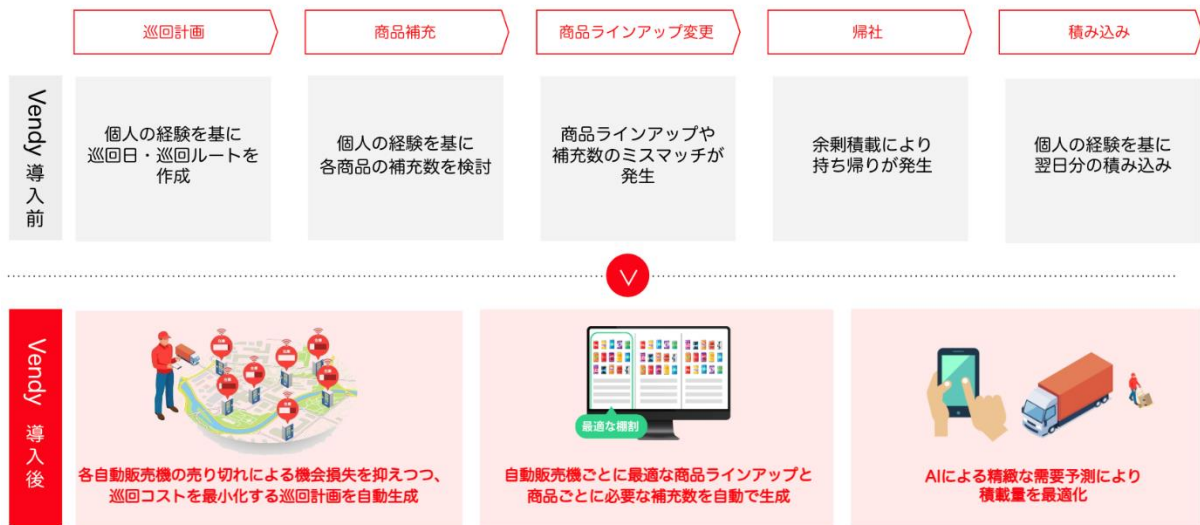 巡回計画
商品補充
商品ラインアップ変更
帰社
積み込み
Vendy 導入前
個人の経験を基に
巡回日・巡回ルートを
作成
個人の経験を基に
各商品の補充数を検討
商品ラインアップや
補充数のミスマッチが
発生
余剰積載により
持ち帰りが発生
個人の経験を基に
翌日分の積み込み
Vendy 導入後
最適な棚割
各自動販売機の売り切れによる機会損失を抑えつつ、
巡回コストを最小化する巡回計画を自動生成
自動販売機ごとに最適な商品ラインアップと
商品ごとに必要な補充数を自動で生成
AIによる精緻な需要予測により
積載量を最適化